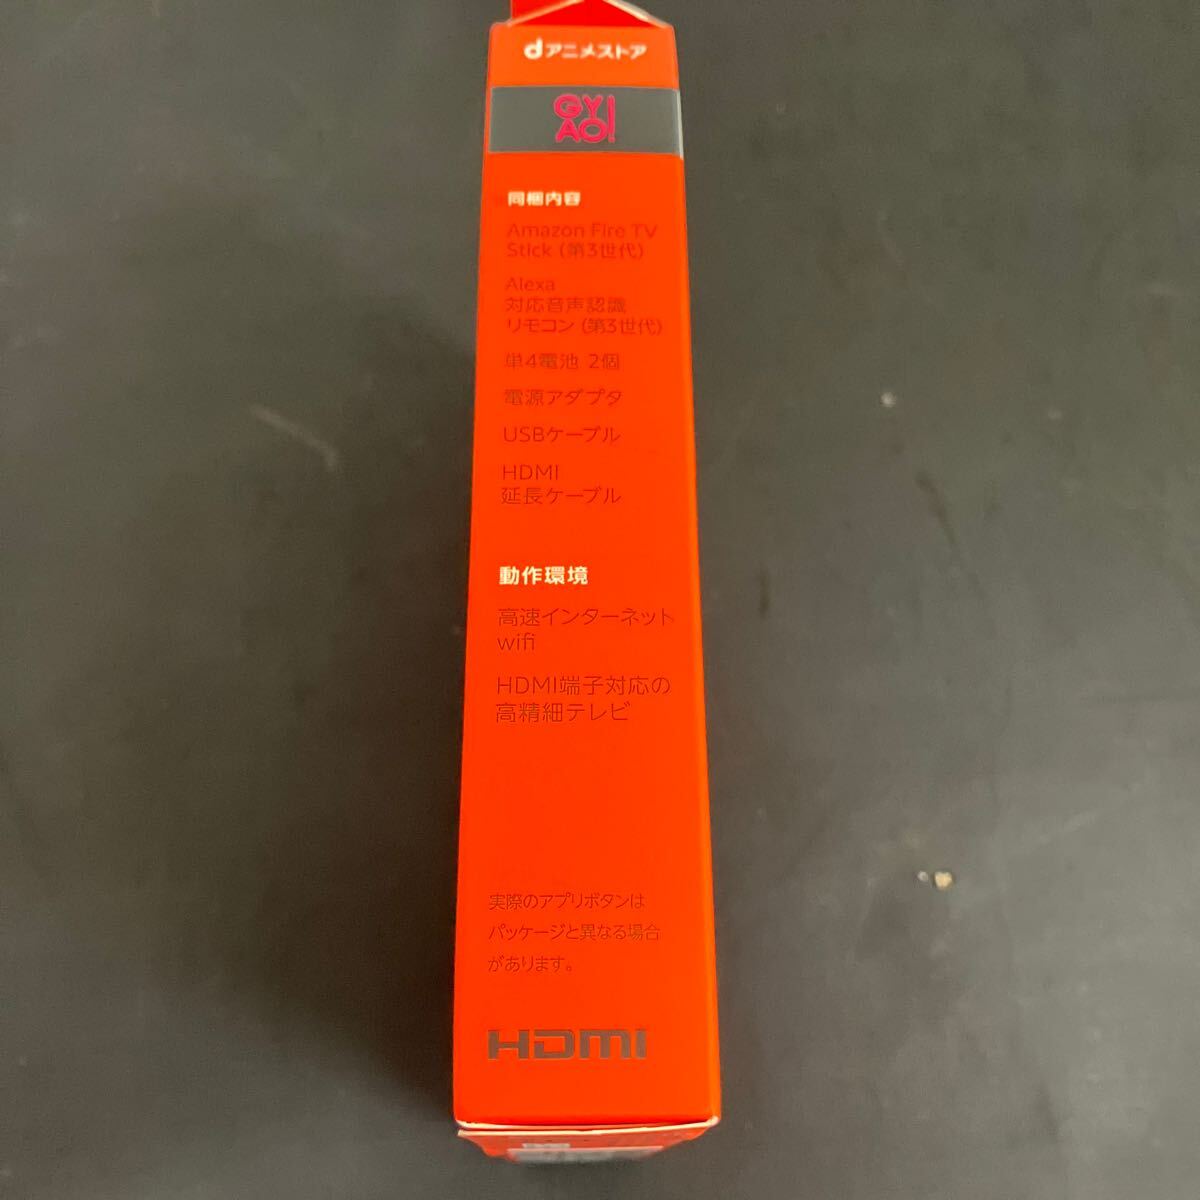 dアニメストア
GY
AO!
同梱内容
Amazon Fire TV
Stick (第3世代)
Alexa
対応音声認識
リモコン (第3世代)
単4電池 2個
電源アダプタ
USBケーブル
HDMI
延長ケーブル
動作環境
高速インターネット
wifi
HDMI端子対応の
高精細テレビ
実際のアプリボタンは
パッケージと異なる場合
があります。
HDMI